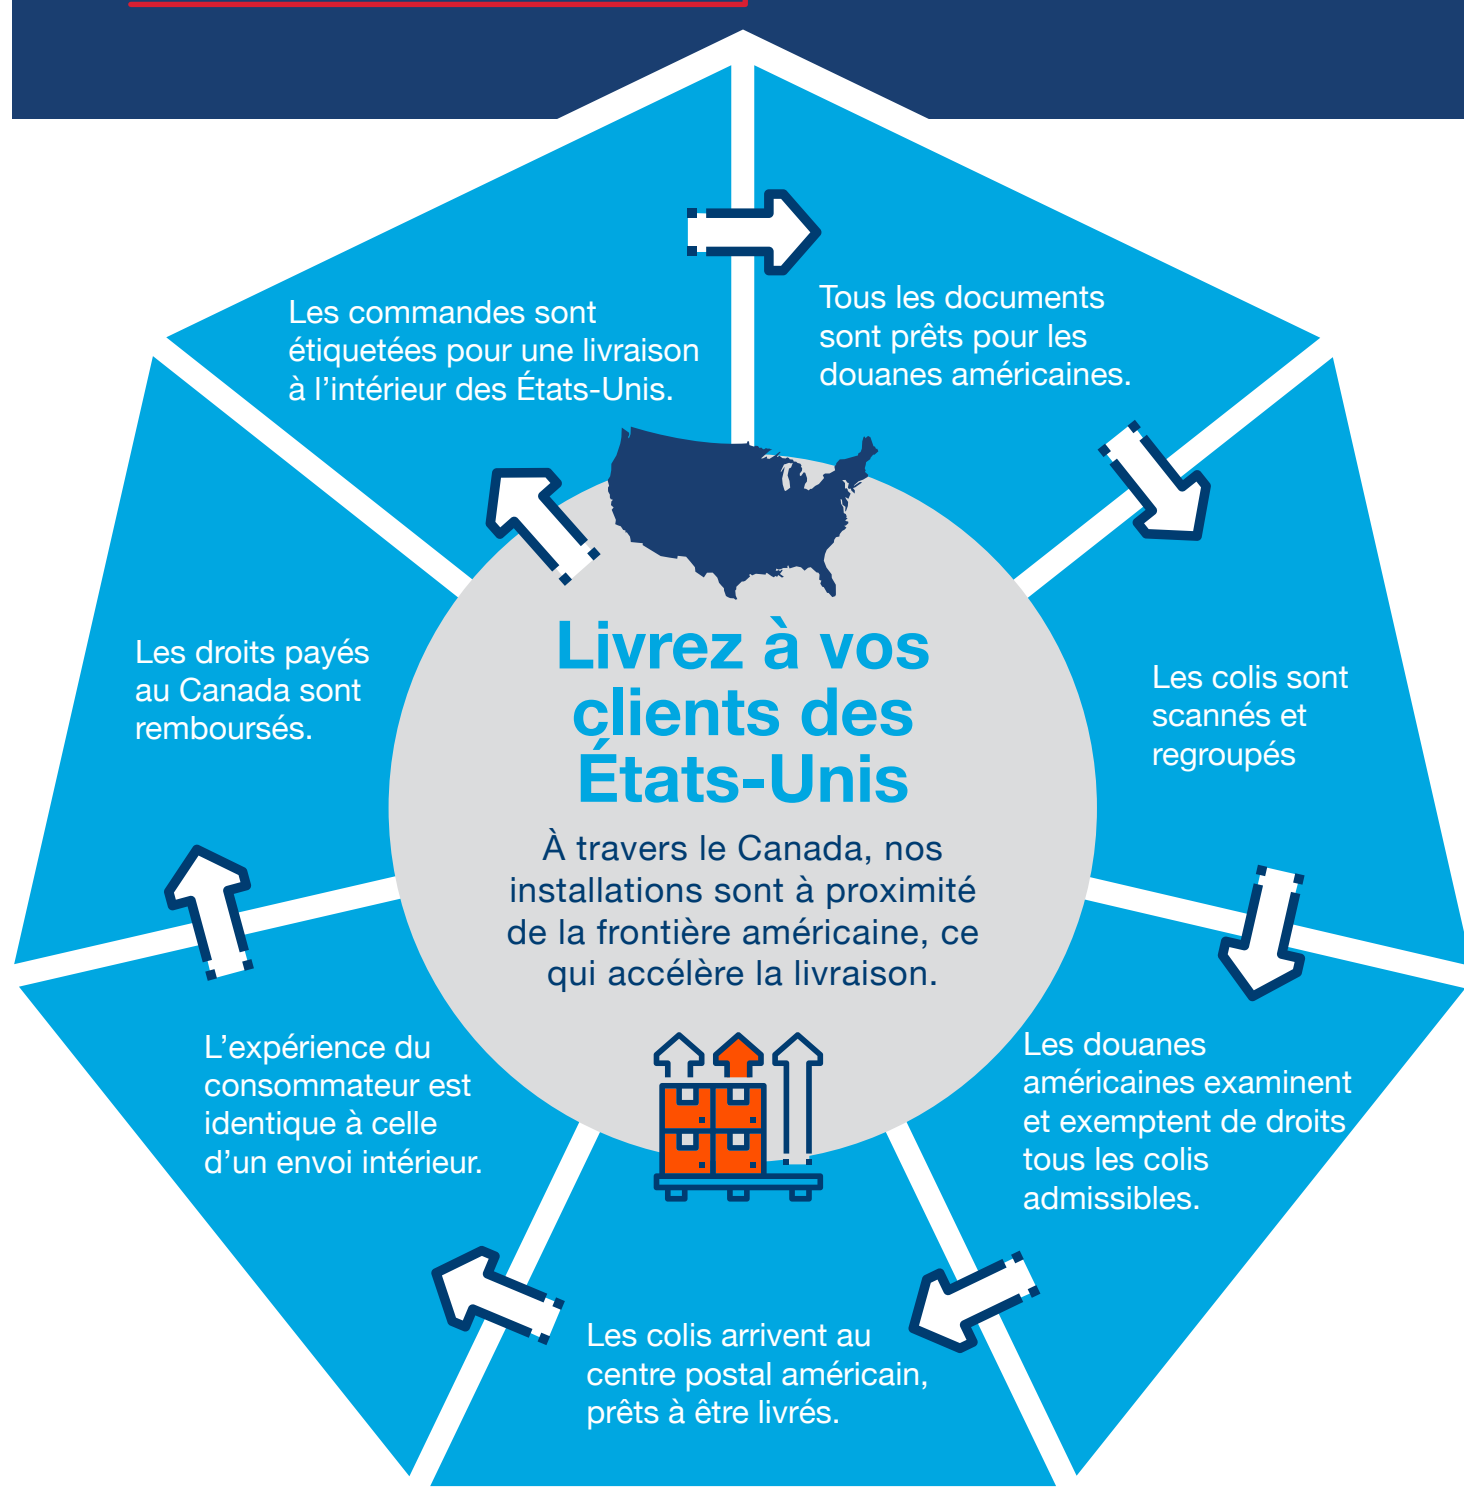 Les commandes sont
étiquetées pour une livraison
à l'intérieur des États-Unis.
Tous les documents
sont prêts pour les
douanes américaines.
Les colis sont
scannés et
regroupés
Les douanes
américaines examinent
et exemptent de droits
tous les colis
admissibles.
Les colis arrivent au
centre postal américain,
prêts à être livrés.
L'expérience du
consommateur est
identique à celle
d'un envoi intérieur.
Les droits payés
au Canada sont
remboursés.
Livrez à vos
clients des
États-Unis
À travers le Canada, nos
installations sont à proximité
de la frontière américaine, ce
qui accélère la livraison.